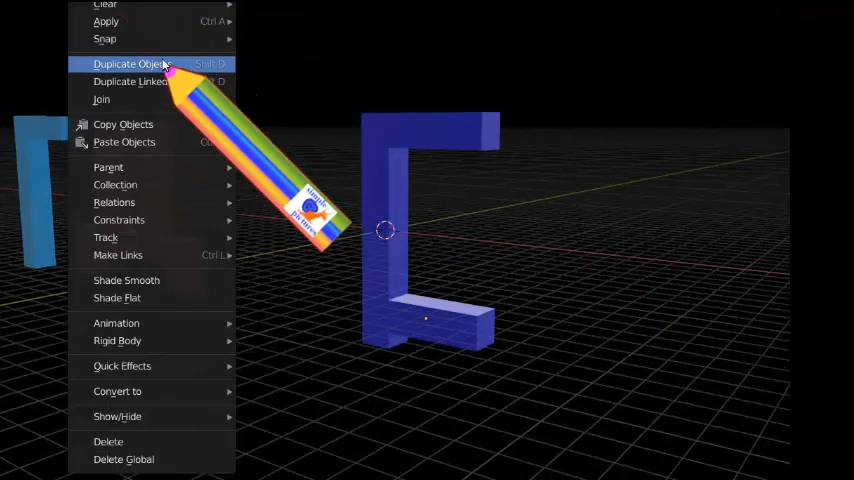 Clear
Apply Ctrl A
Snap
Duplicate Objects Shift D
Duplicate Linked D
Join
Copy Objects
Paste Objects
Parent
Collection
Relations
Constraints
Track
Make Links Ctrl L
Shade Smooth
Shade Flat
Animation
Rigid Body
Quick Effects
Convert to
Show/Hide
Delete
Delete Global
simple
pictures